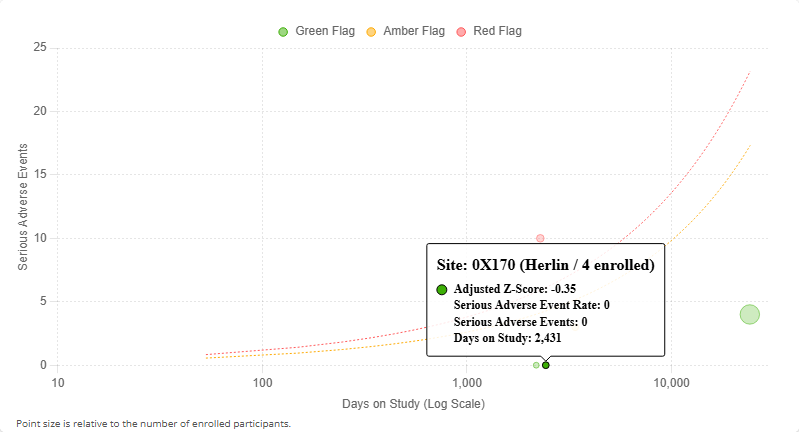 Green Flag Amber Flag Red Flag
25
20
15
10
5
0
Serious Adverse Events
Site: 0X170 (Herlin / 4 enrolled)
Adjusted Z-Score: -0.35
Serious Adverse Event Rate: 0
Serious Adverse Events: 0
Days on Study: 2,431
10 100 1,000 10,000
Days on Study (Log Scale)
Point size is relative to the number of enrolled participants.